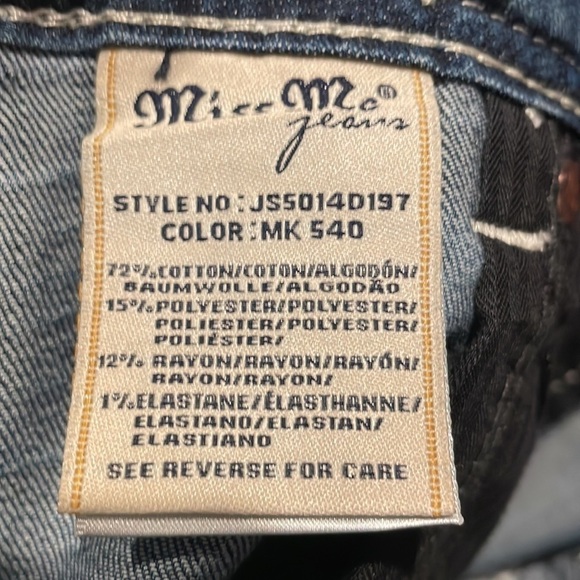 Miss Me®
jeans
STYLE NO : JS5014D197
COLOR : MK 540
72% COTTON/COTON/ALGODÓN/
BAUMWOLLE/ALGODÃO
15% POLYESTER/POLYESTER/
POLIESTER/POLYESTER/
POLIÈSTER/
12% RAYON/RAYON/RAYÓN/
RAYON/RAYON/
1% ELASTANE/ÉLASTHANNE/
ELASTANO/ELASTAN/
ELASTIANO
SEE REVERSE FOR CARE